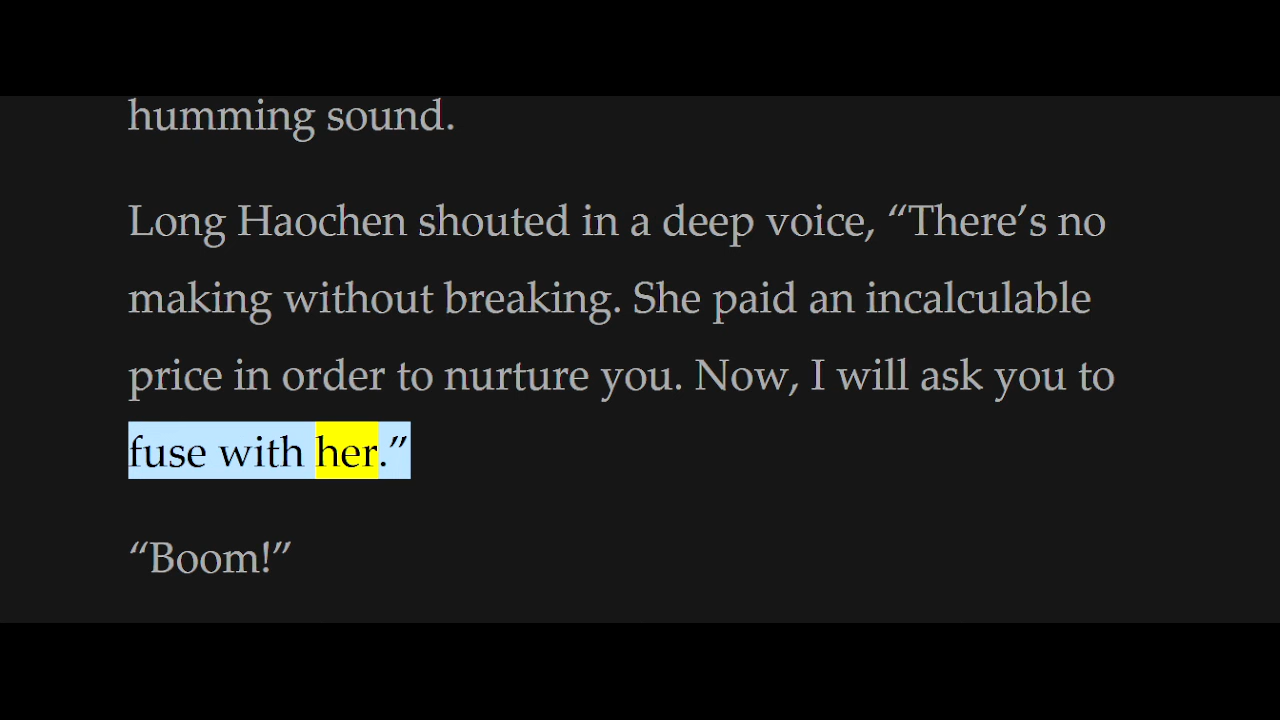 humming sound.
Long Haochen shouted in a deep voice, “There’s no
making without breaking. She paid an incalculable
price in order to nurture you. Now, I will ask you to
fuse with her.”
“Boom!”